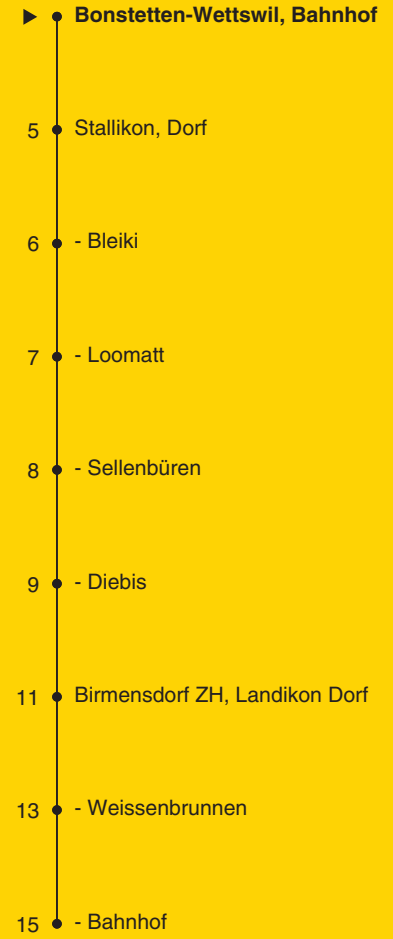 Bonstetten-Wettswil, Bahnhof
5 Stallikon, Dorf
6 - Bleiki
7 - Loomatt
8 - Sellenbüren
9 - Diebis
11 Birmensdorf ZH, Landikon Dorf
13 - Weissenbrunnen
15 - Bahnhof